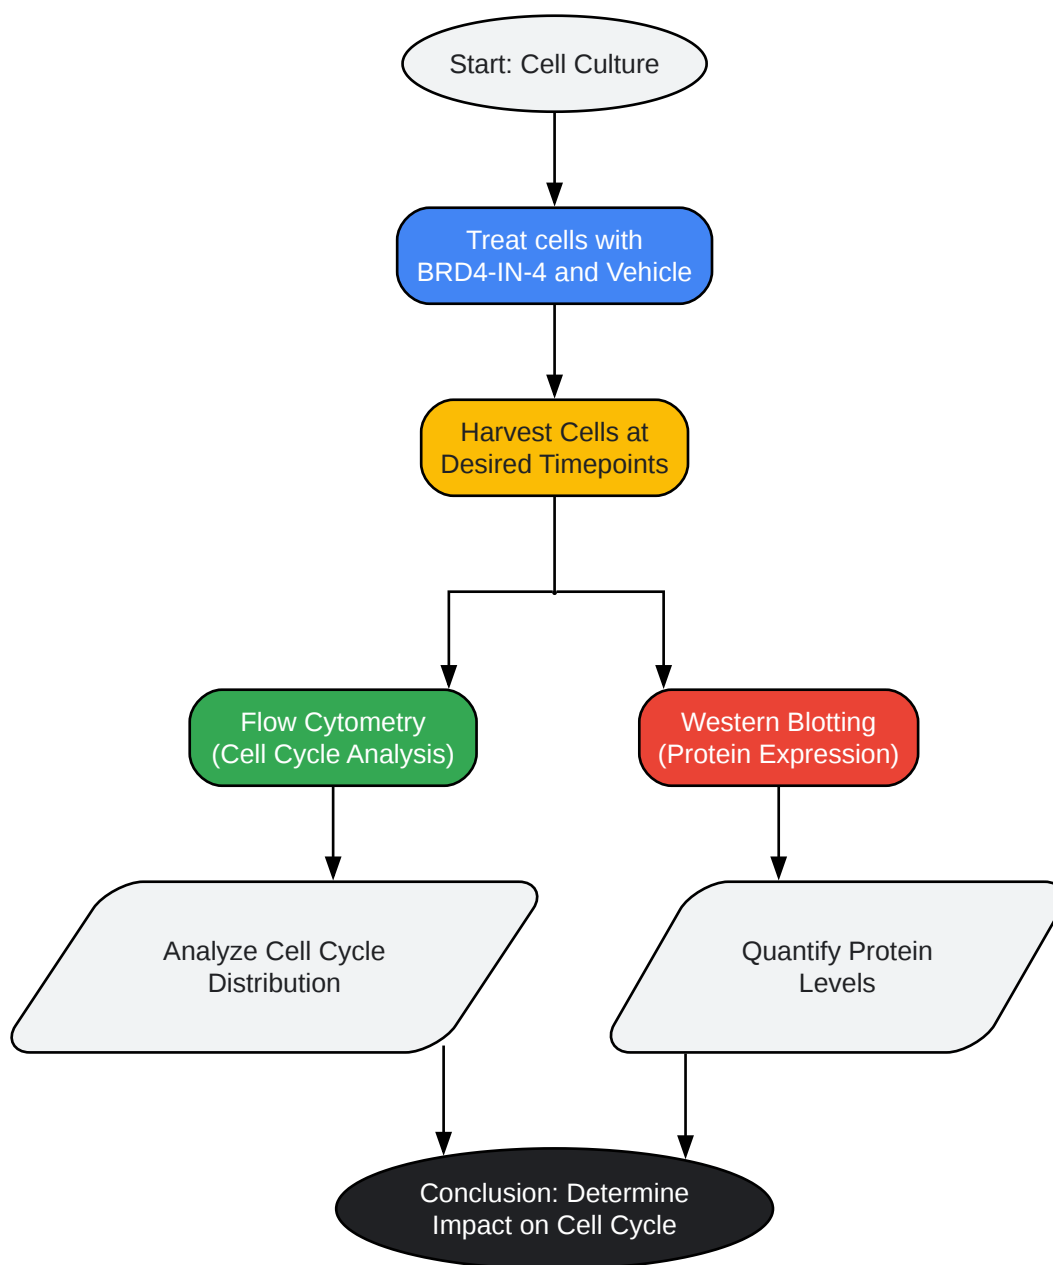 Start: Cell Culture
Treat cells with
BRD4-IN-4 and Vehicle
Harvest Cells at
Desired Timepoints
Flow Cytometry
(Cell Cycle Analysis)
Western Blotting
(Protein Expression)
Analyze Cell Cycle
Distribution
Quantify Protein
Levels
Conclusion: Determine
Impact on Cell Cycle